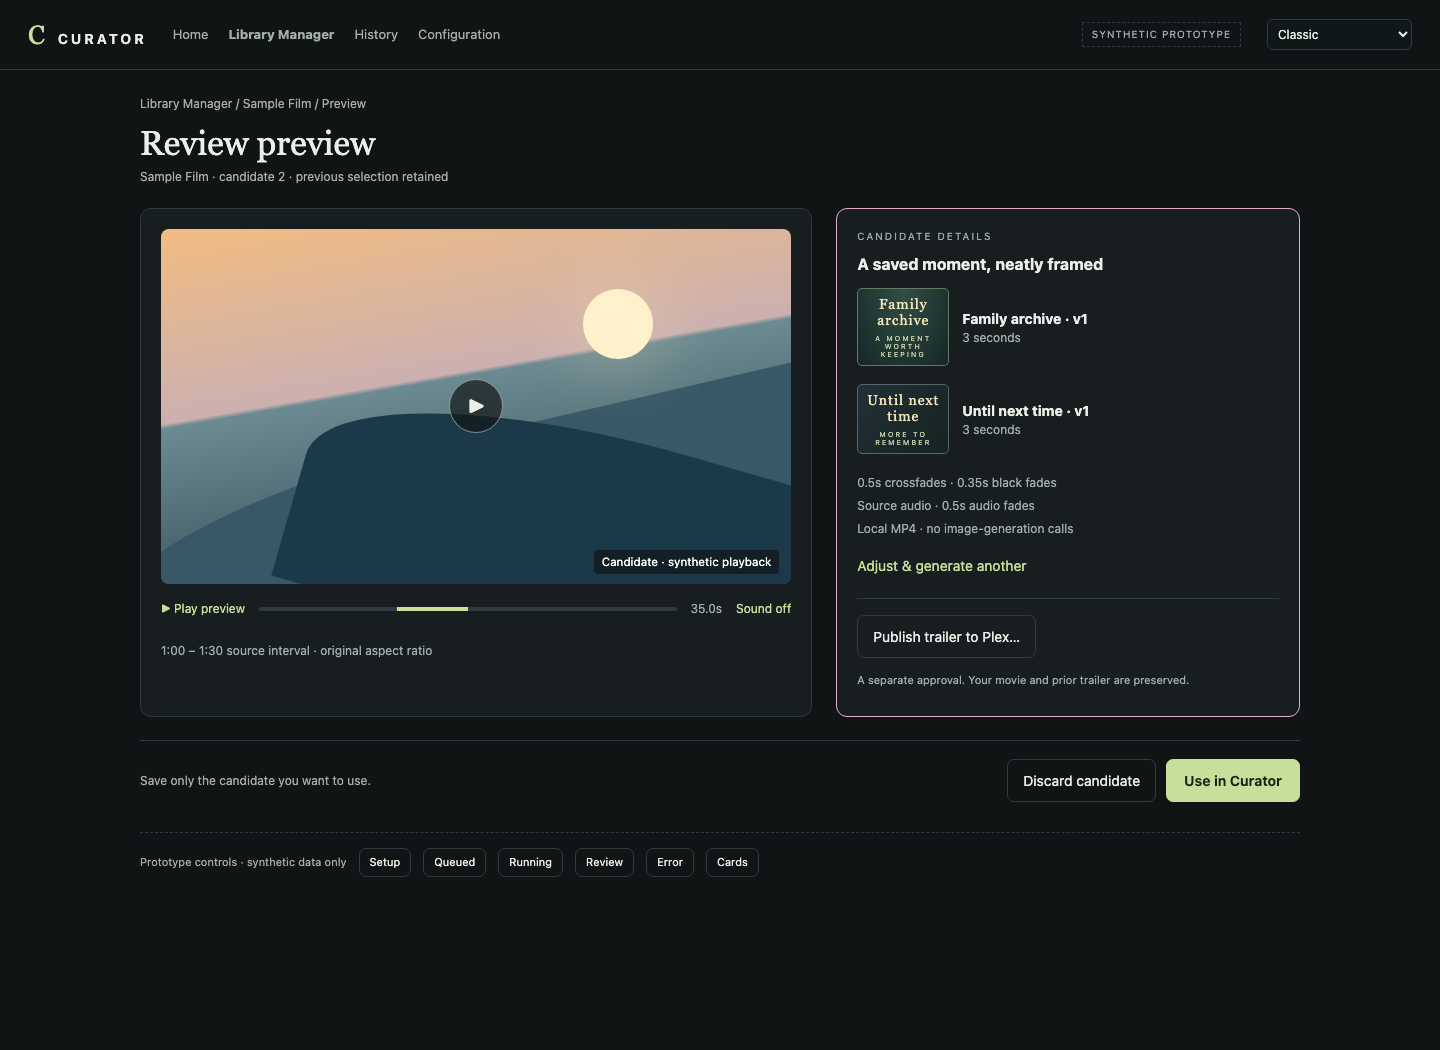 C CURATOR Home Library Manager History Configuration SYNTHETIC PROTOTYPE Classic
Library Manager / Sample Film / Preview
Review preview
Sample Film · candidate 2 · previous selection retained
Candidate · synthetic playback
▶ Play preview 35.0s Sound off
1:00 – 1:30 source interval · original aspect ratio
CANDIDATE DETAILS
A saved moment, neatly framed
Family
archive
A MOMENT
WORTH
KEEPING
Family archive · v1
3 seconds
Until next
time
MORE TO
REMEMBER
Until next time · v1
3 seconds
0.5s crossfades · 0.35s black fades
Source audio · 0.5s audio fades
Local MP4 · no image-generation calls
Adjust & generate another
Publish trailer to Plex...
A separate approval. Your movie and prior trailer are preserved.
Save only the candidate you want to use.
Discard candidate Use in Curator
Prototype controls · synthetic data only Setup Queued Running Review Error Cards